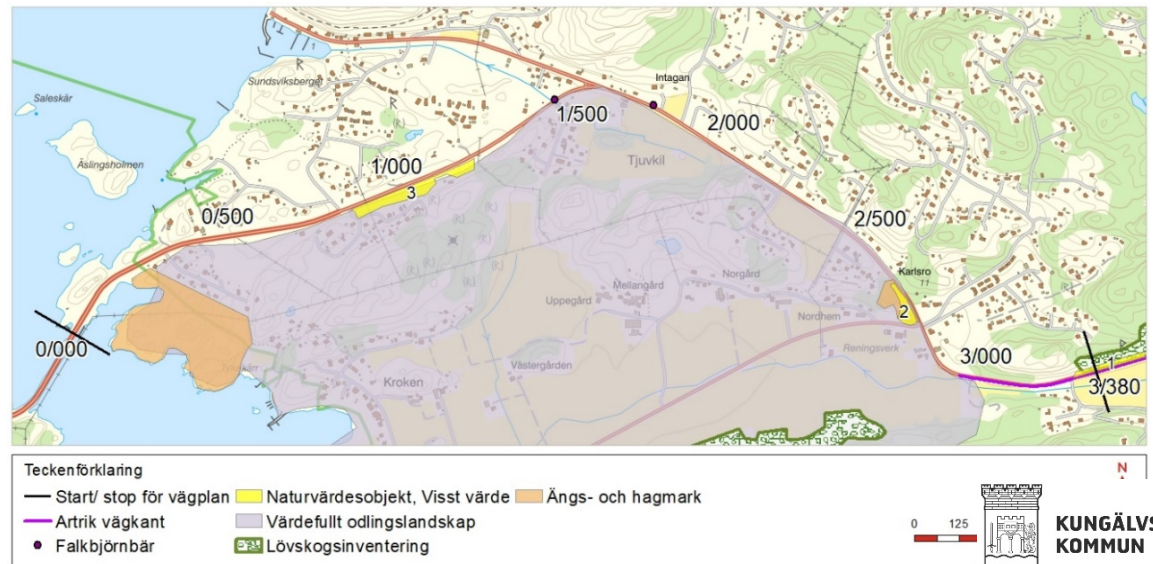 Intagan
Sundsviksberget
Saleskär
1/500
2/000
Tjuvkil
Äslingsholmen
1/000
3
0/500
2/500
Karlsro
11
Norgård
Mellangård
Uppegård
Nordhem
2
0/000
Reningsverk
3/000
Västergården
Kroken
1
3/380
Teckenförklaring
N
Start/ stop för vägplan
Naturvärdesobjekt, Visst värde
Ängs- och hagmark
Artrik vägkant
Värdefullt odlingslandskap
Falkbjörnbär
Lövskogsinventering
0 125
KUNGÄLVS
KOMMUN